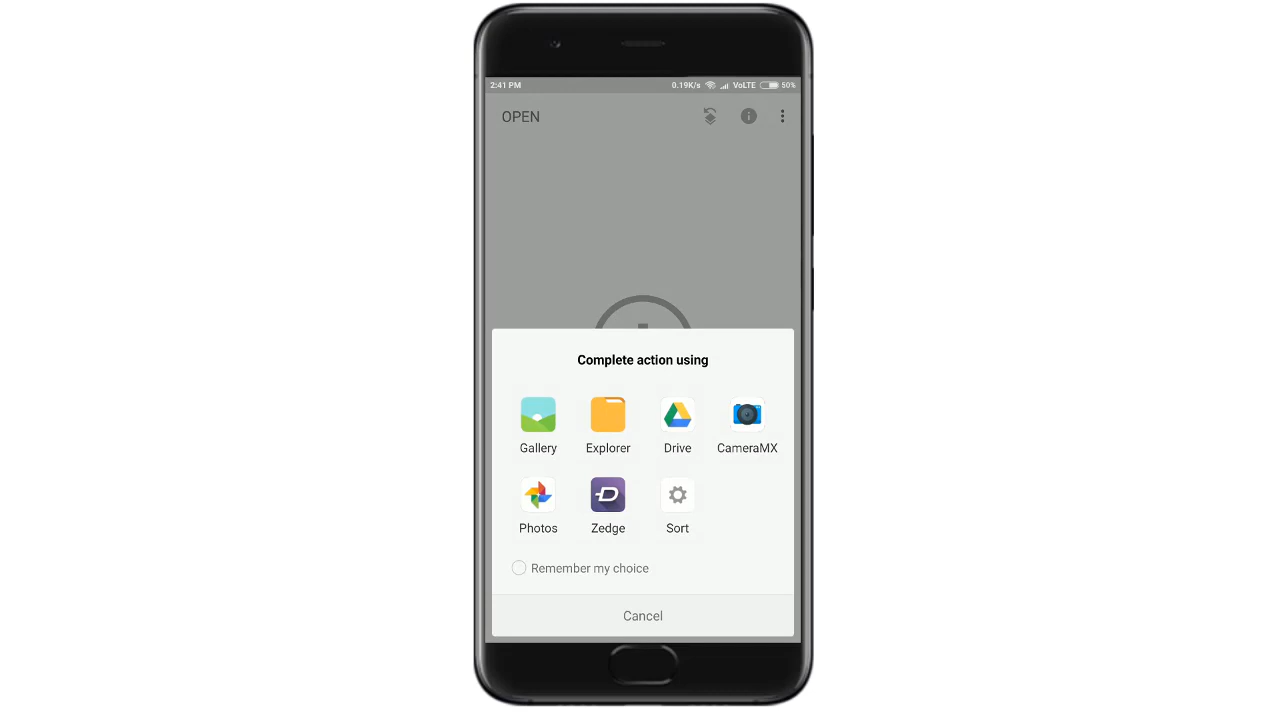 2:41 PM 0.19K/s VoLTE 50%
OPEN
Complete action using
Gallery Explorer Drive CameraMX
Photos Zedge Sort
Remember my choice
Cancel